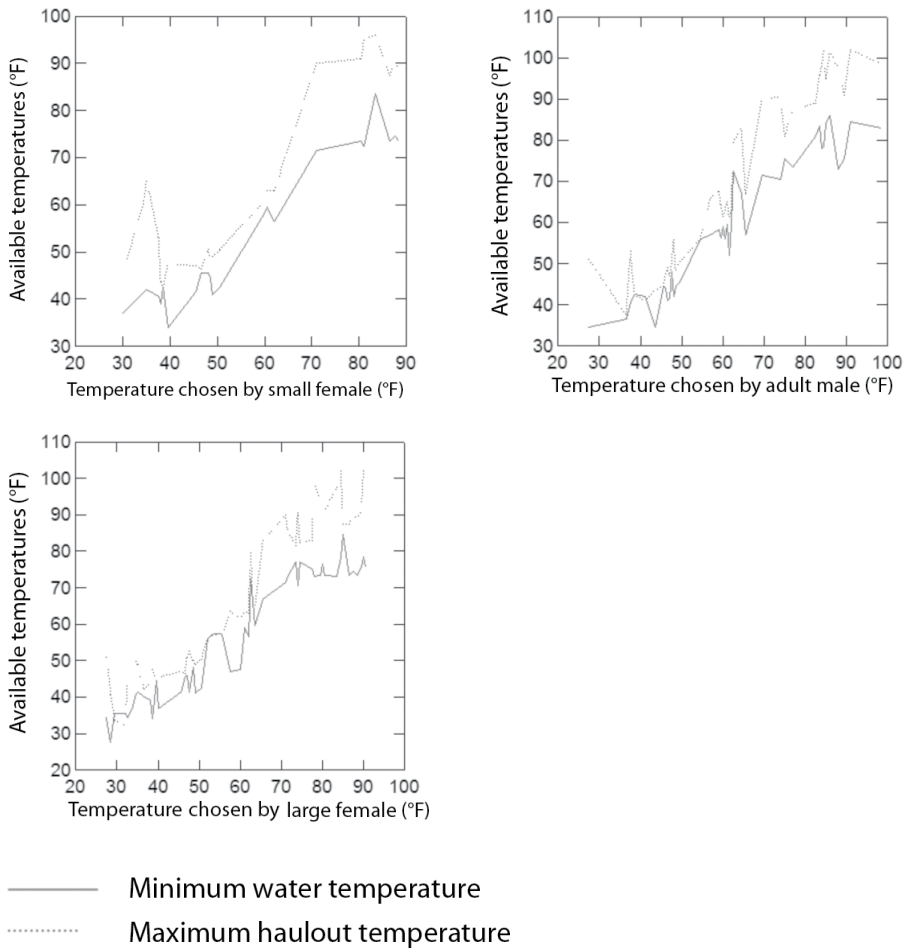 100
90
80
70
60
50
40
30
20 30 40 50 60 70 80 90
Available temperatures (°F)
Temperature chosen by small female (°F)
110
100
90
80
70
60
50
40
30
20 30 40 50 60 70 80 90 100
Available temperatures (°F)
Temperature chosen by adult male (°F)
110
100
90
80
70
60
50
40
30
20
20 30 40 50 60 70 80 90 100
Available temperatures (°F)
Temperature chosen by large female (°F)
Minimum water temperature
Maximum haulout temperature